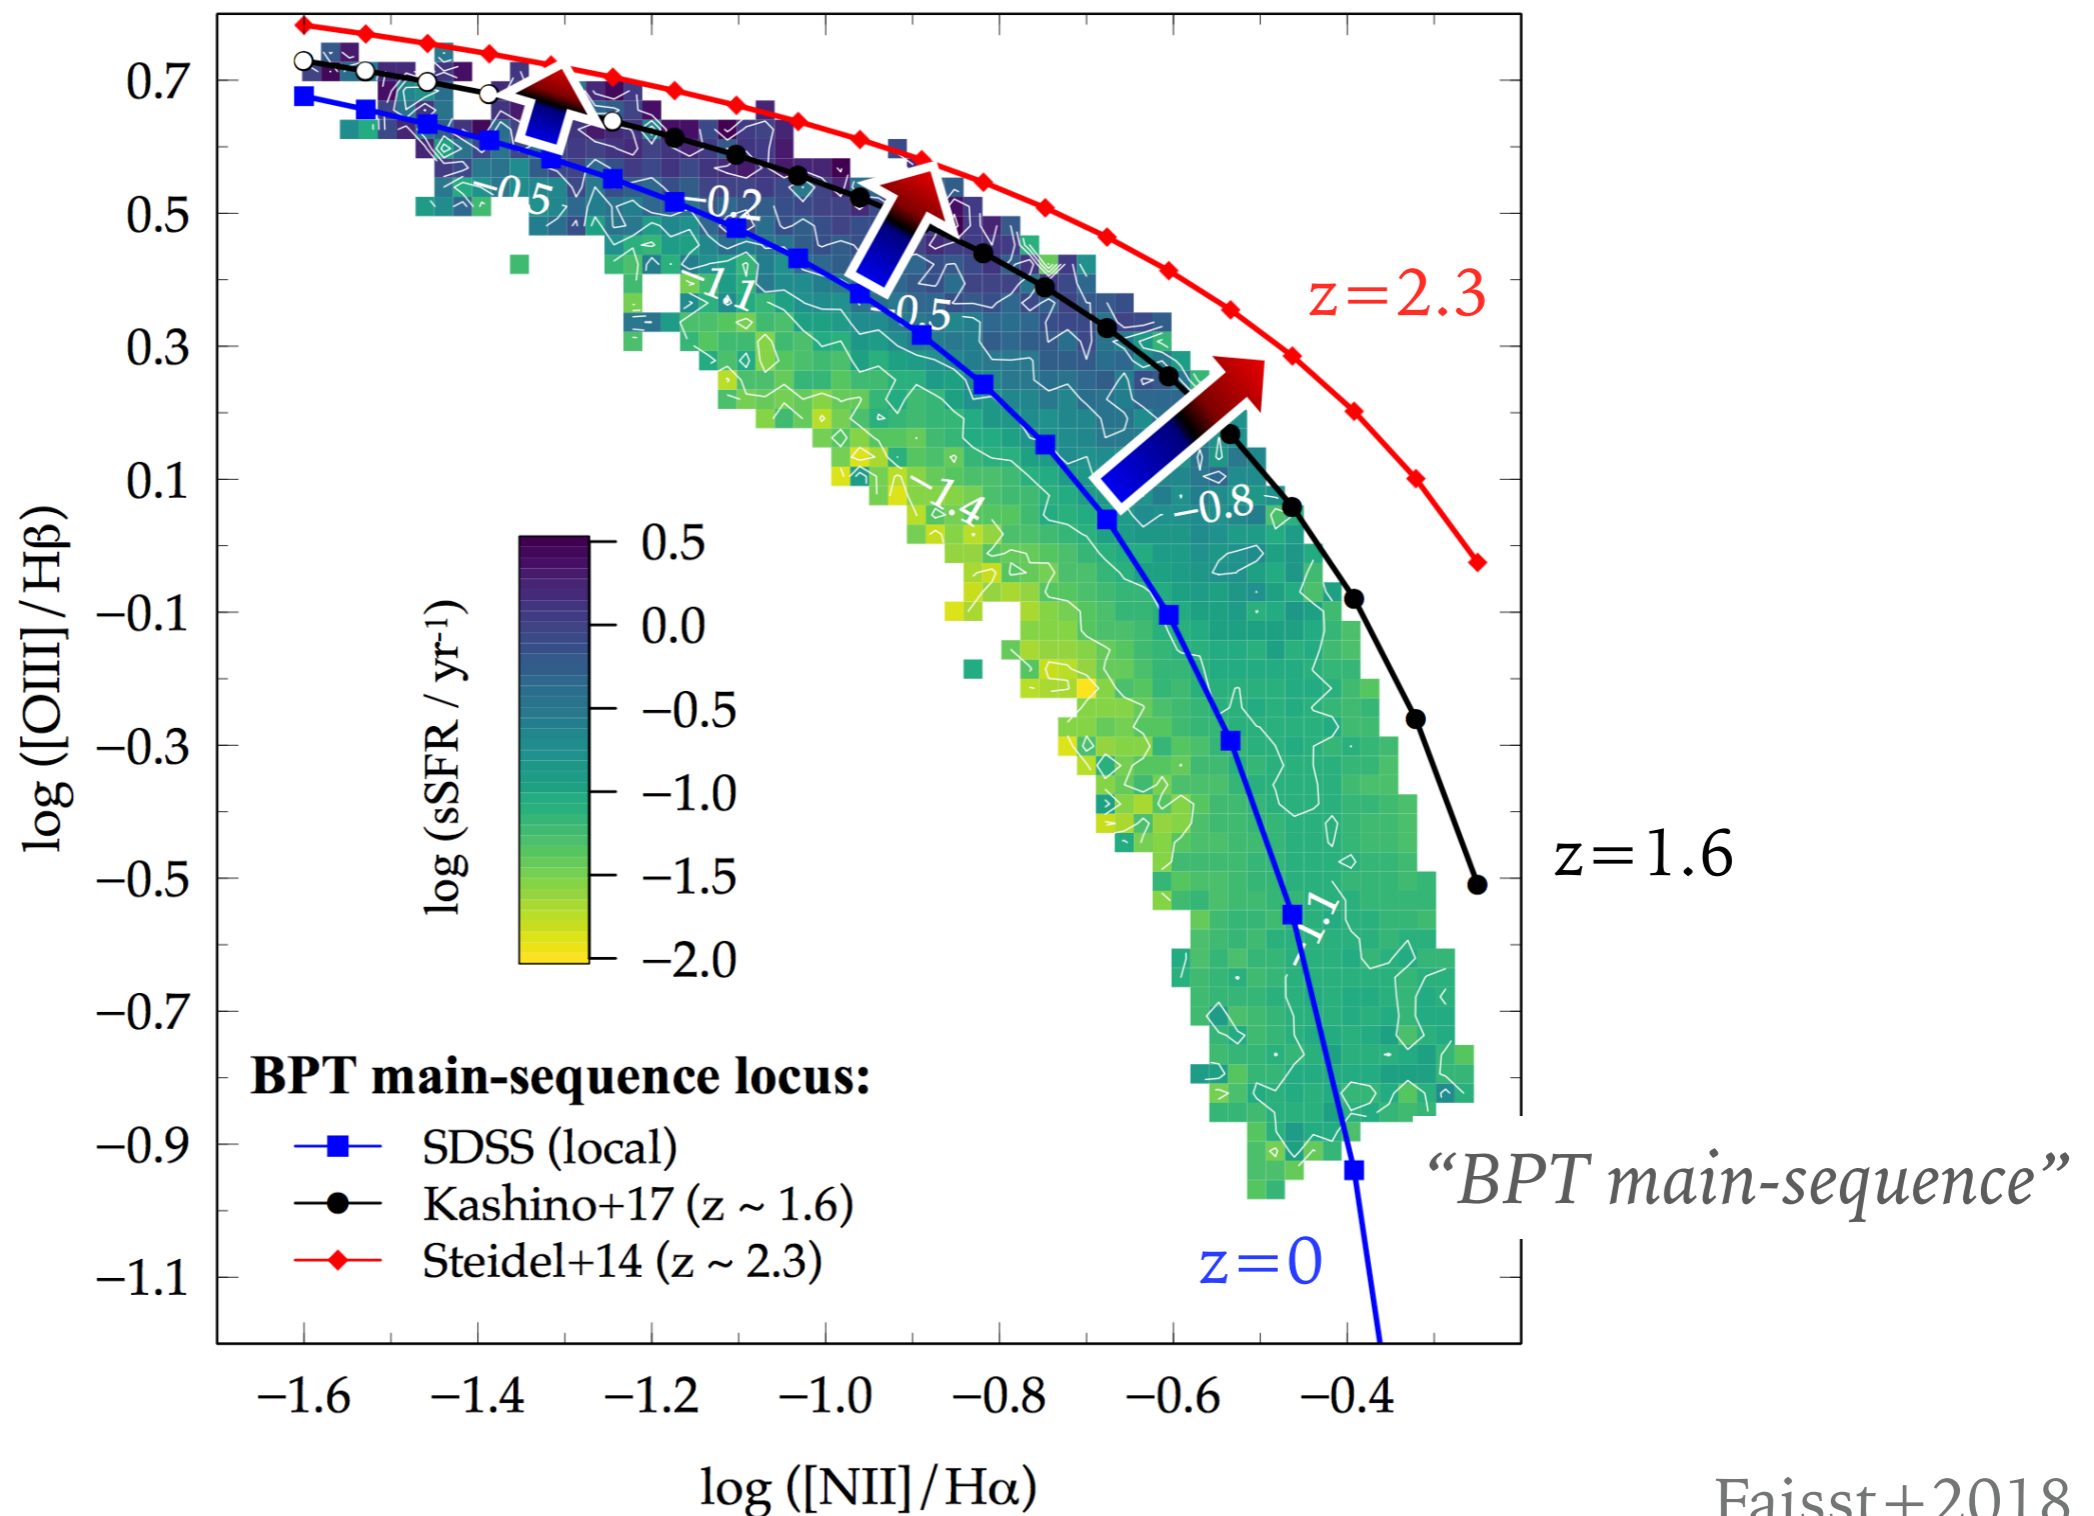 0.7
0.5
0.3
0.1
−0.1
−0.3
−0.5
−0.7
−0.9
−1.1
log ([OIII]/Hβ)
−0.5
−0.2
−1.1
−0.5
−1.4
−0.8
−1.1
z=2.3
z=1.6
z=0
log (sSFR / yr-1)
0.5
0.0
−0.5
−1.0
−1.5
−2.0
BPT main-sequence locus:
SDSS (local)
Kashino+17 (z ~ 1.6)
Steidel+14 (z ~ 2.3)
“BPT main-sequence”
−1.6 −1.4 −1.2 −1.0 −0.8 −0.6 −0.4
log ([NII]/Hα)
Faisst+2018